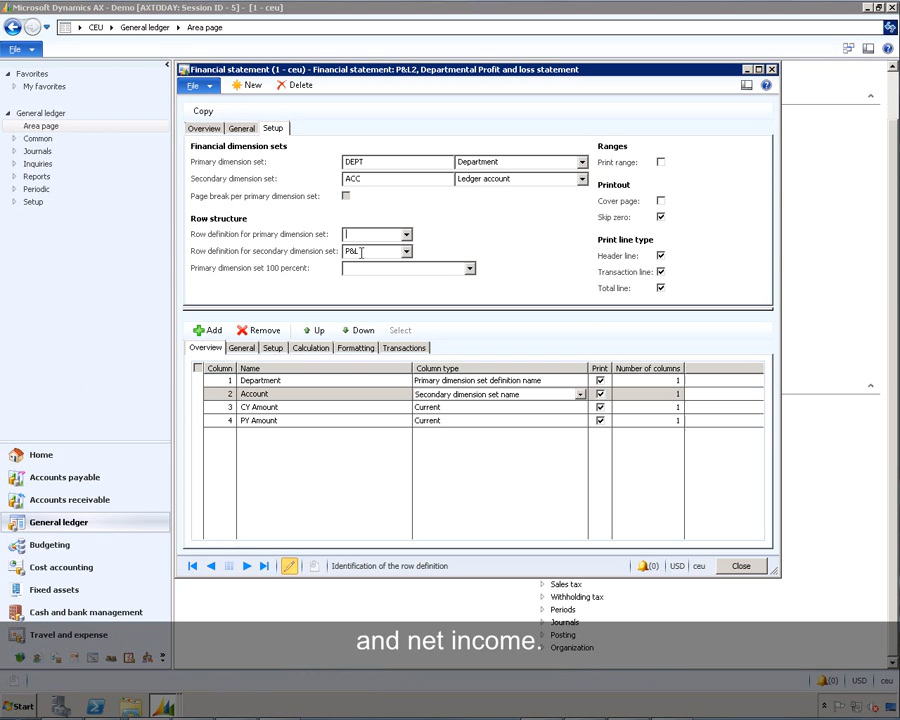 Microsoft Dynamics AX - Demo [AXTODAY: Session ID - 5] - [1 - ceu]
CEU ▸ General ledger ▸ Area page
File
Favorites
My favorites
General ledger
Area page
Common
Journals
Inquiries
Reports
Periodic
Setup
Home
Accounts payable
Accounts receivable
General ledger
Budgeting
Cost accounting
Fixed assets
Cash and bank management
Travel and expense
Financial statement (1 - ceu) - Financial statement: P&L2, Departmental Profit and loss statement
File New Delete
Copy
Overview General Setup
Financial dimension sets
Primary dimension set: DEPT Department
Secondary dimension set: ACC Ledger account
Page break per primary dimension set:
Row structure
Row definition for primary dimension set:
Row definition for secondary dimension set: P&L
Primary dimension set 100 percent:
Ranges
Print range:
Printout
Cover page:
Skip zero:
Print line type
Header line:
Transaction line:
Total line:
Add Remove Up Down Select
Overview General Setup Calculation Formatting Transactions
Column Name Column type Print Number of columns
1 Department Primary dimension set definition name 1
2 Account Secondary dimension set name 1
3 CY Amount Current 1
4 PY Amount Current 1
Identification of the row definition (0) USD ceu Close
Sales tax
Withholding tax
Periods
Journals
Posting
Organization
and net income.
(0) USD ceu
Start